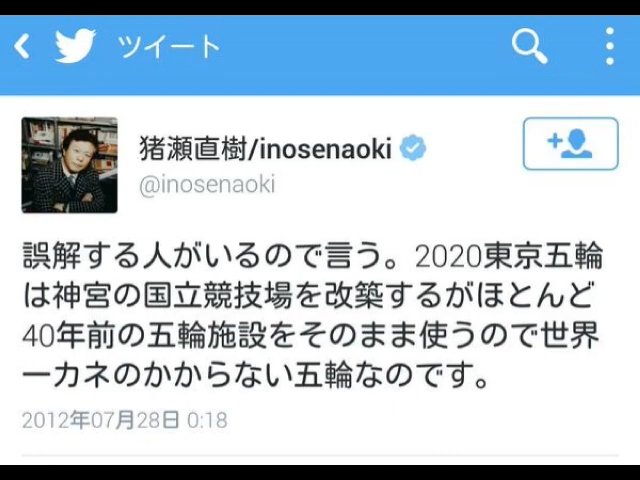 ツイート
猪瀬直樹/inosenaoki
@inosenaoki
誤解する人がいるので言う。2020東京五輪
は神宮の国立競技場を改築するがほとんど
40年前の五輪施設をそのまま使うので世界
一カネのかからない五輪なのです。
2012年07月28日 0:18